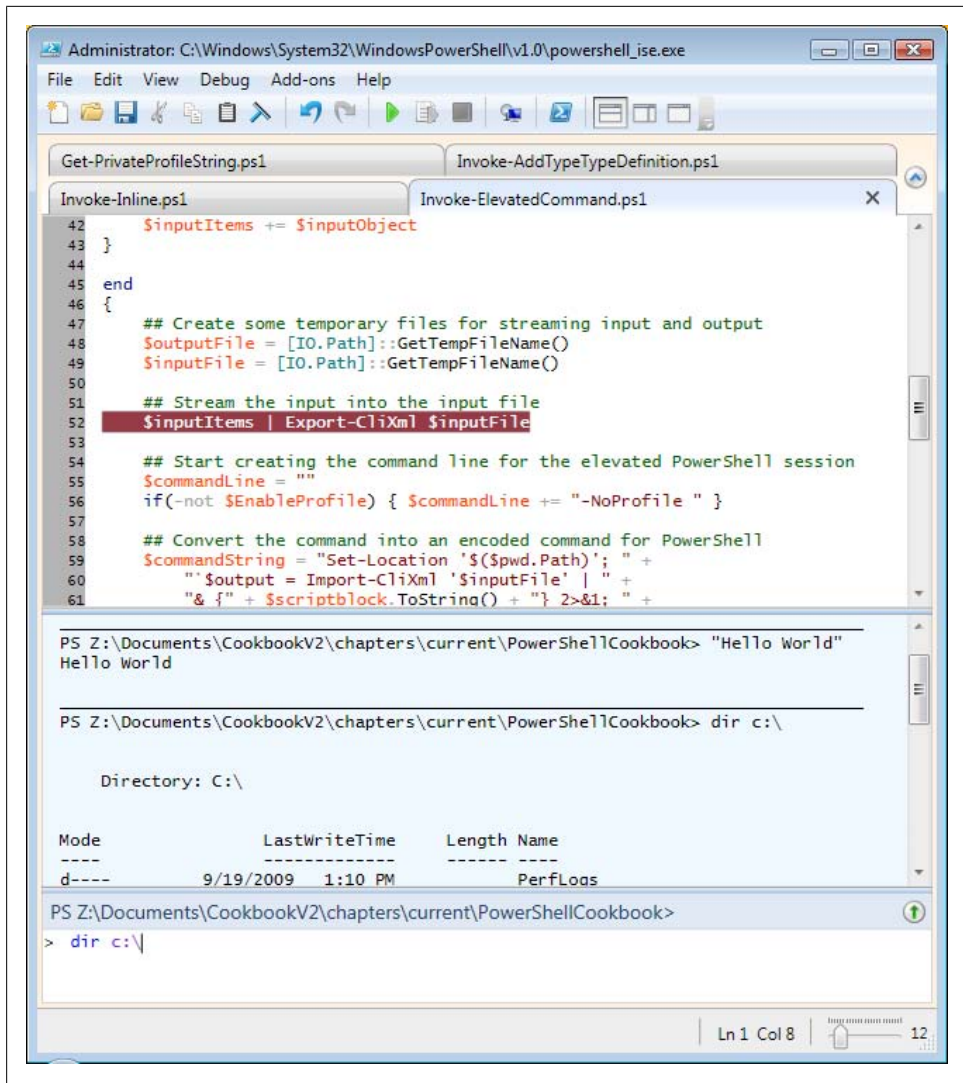 Administrator: C:\Windows\System32\WindowsPowerShell\v1.0\powershell_ise.exe
File Edit View Debug Add-ons Help
Get-PrivateProfileString.ps1 Invoke-AddTypeTypeDefinition.ps1
Invoke-Inline.ps1 Invoke-ElevatedCommand.ps1
42 $inputItems += $inputObject
43 }
44
45 end
46 {
47 ## Create some temporary files for streaming input and output
48 $outputFile = [IO.Path]::GetTempFileName()
49 $inputFile = [IO.Path]::GetTempFileName()
50
51 ## Stream the input into the input file
52 $inputItems | Export-CliXml $inputFile
53
54 ## Start creating the command line for the elevated PowerShell session
55 $commandLine = ""
56 if(-not $EnableProfile) { $commandLine += "-NoProfile " }
57
58 ## Convert the command into an encoded command for PowerShell
59 $commandString = "Set-Location '$($pwd.Path)'; " +
60 "`$output = Import-CliXml '$inputFile' | " +
61 "& {" + $scriptblock.ToString() + "} 2>&1; " +
PS Z:\Documents\CookbookV2\chapters\current\PowerShellCookbook> "Hello World"
Hello World
PS Z:\Documents\CookbookV2\chapters\current\PowerShellCookbook> dir c:\
Directory: C:\
Mode LastWriteTime Length Name
---- ------------- ------ ----
d---- 9/19/2009 1:10 PM PerfLogs
PS Z:\Documents\CookbookV2\chapters\current\PowerShellCookbook>
> dir c:\
Ln 1 Col 8 12